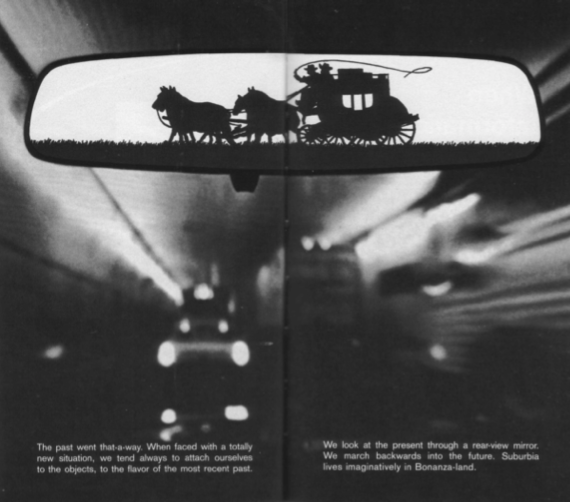 The past went that-a-way. When faced with a totally
new situation, we tend always to attach ourselves
to the objects, to the flavor of the most recent past.
We look at the present through a rear-view mirror.
We march backwards into the future. Suburbia
lives imaginatively in Bonanza-land.